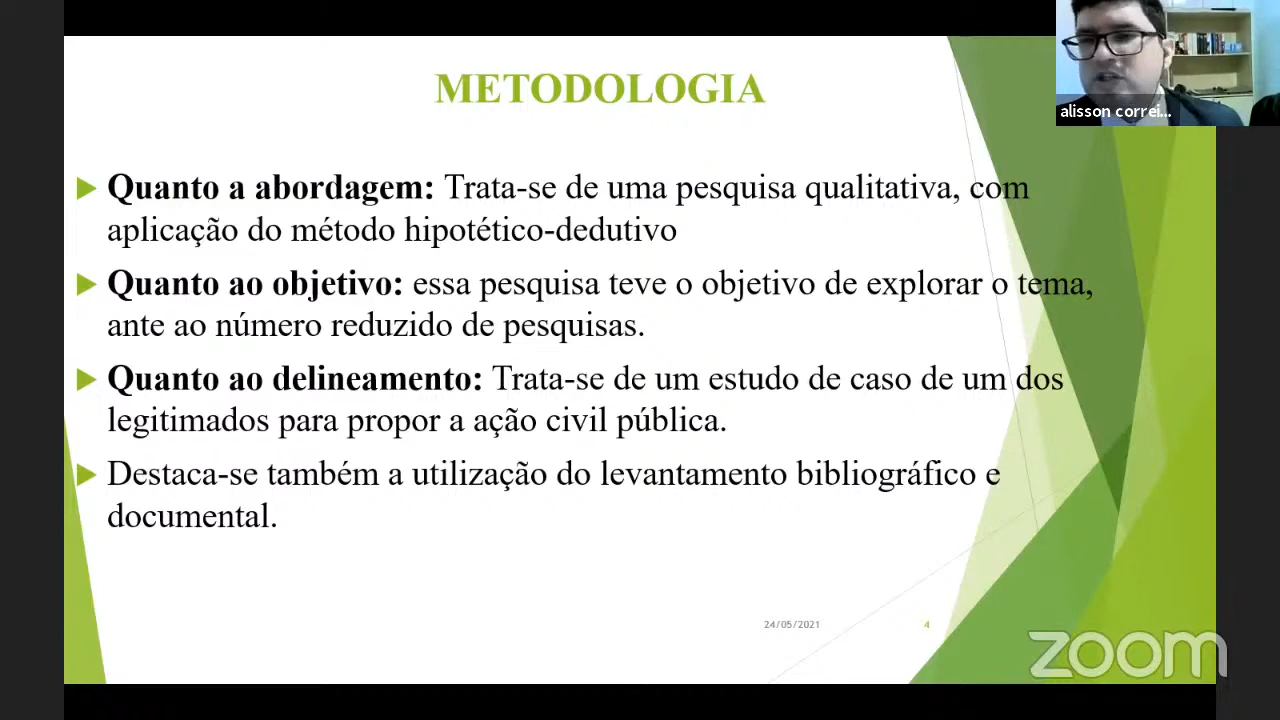 METODOLOGIA
alisson correi...
Quanto a abordagem: Trata-se de uma pesquisa qualitativa, com
aplicação do método hipotético-dedutivo
Quanto ao objetivo: essa pesquisa teve o objetivo de explorar o tema,
ante ao número reduzido de pesquisas.
Quanto ao delineamento: Trata-se de um estudo de caso de um dos
legitimados para propor a ação civil pública.
Destaca-se também a utilização do levantamento bibliográfico e
documental.
24/05/2021
4
zoom